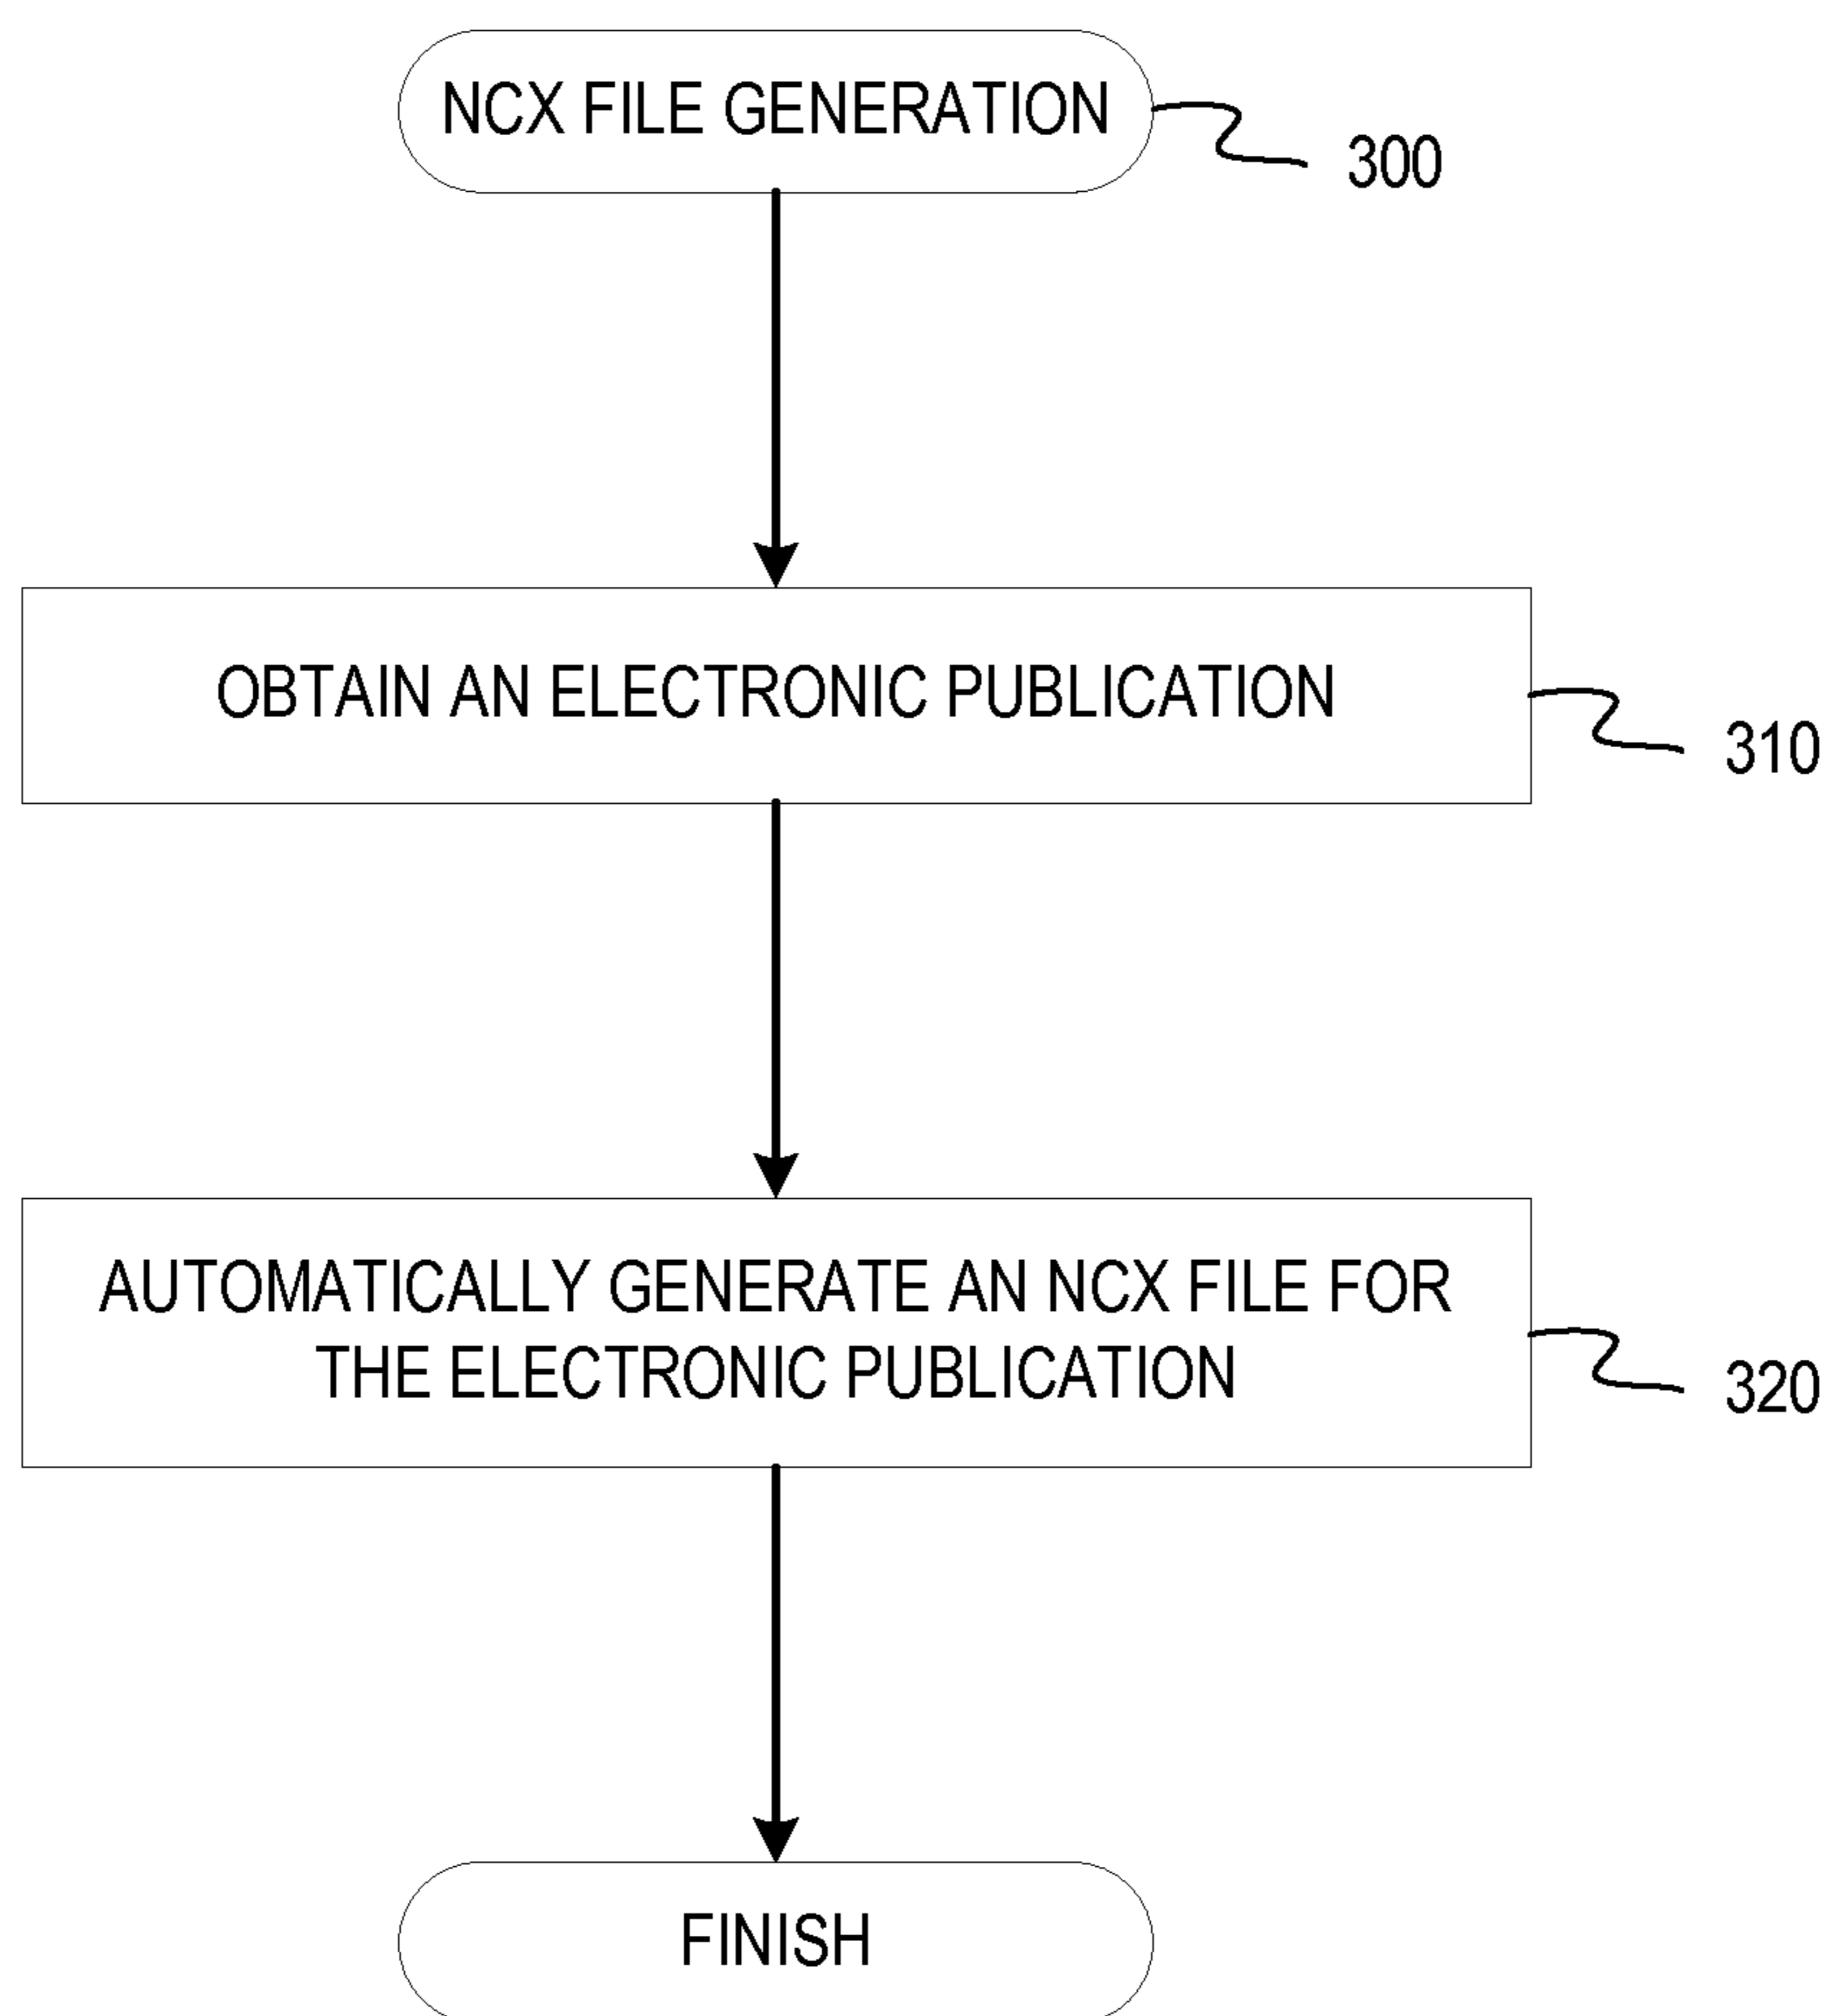 NCX FILE GENERATION
300
OBTAIN AN ELECTRONIC PUBLICATION
310
AUTOMATICALLY GENERATE AN NCX FILE FOR
THE ELECTRONIC PUBLICATION
320
FINISH